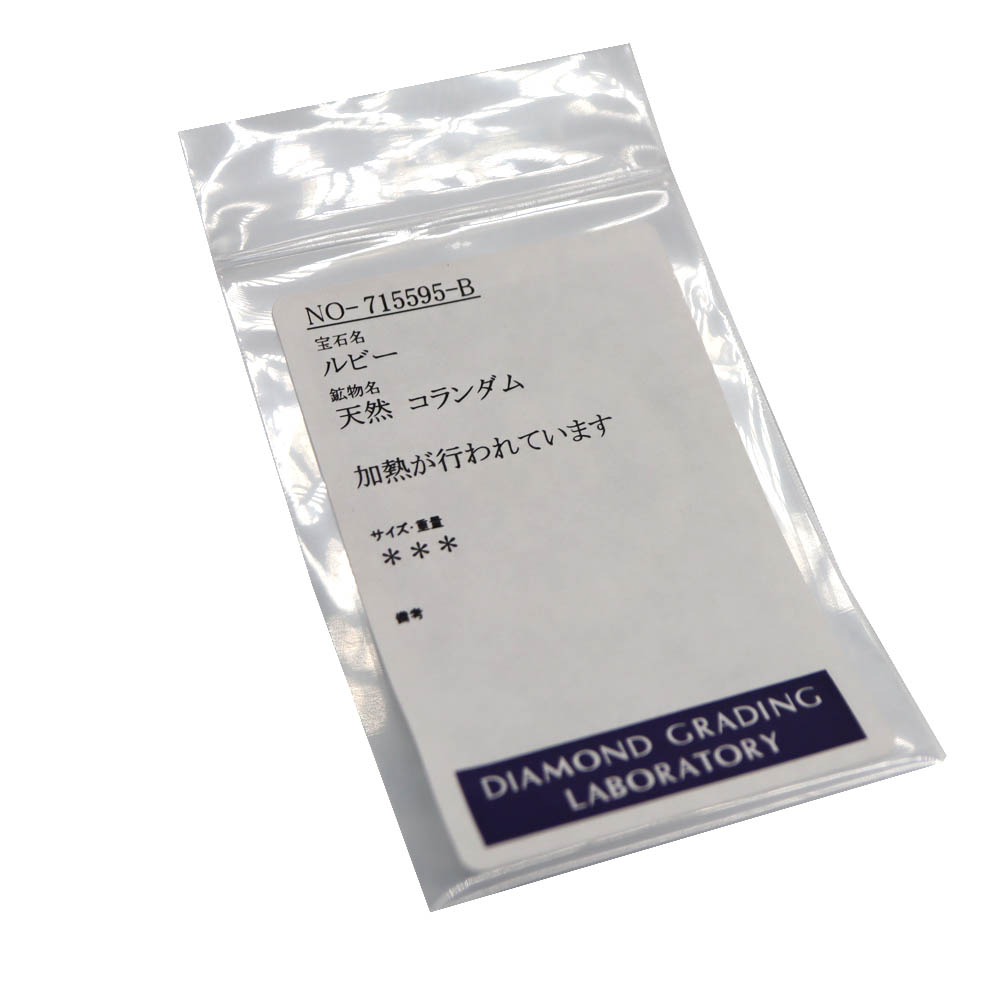 NO-715595-B
宝石名
ルビー
鉱物名
天然 コランダム
加熱が行われています
サイズ・重量
＊＊＊
備考
DIAMOND GRADING
LABORATORY